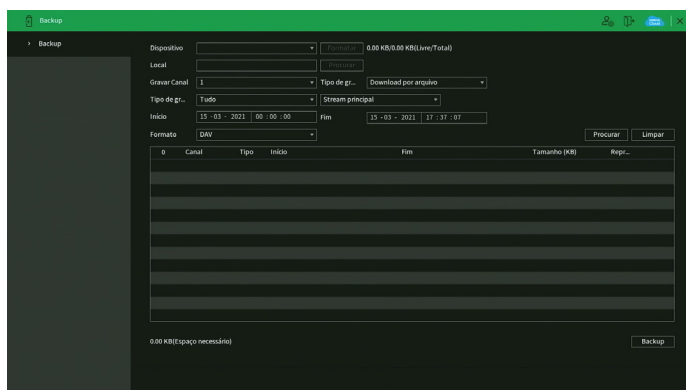 Backup
Backup
Dispositivo Formatar 0.00 KB/0.00 KB(Livre/Total)
Local Procurar
Gravar Canal 1 Tipo de gr... Download por arquivo
Tipo de gr... Tudo Stream principal
Início 15 -03 - 2021 00 : 00 : 00 Fim 15 -03 - 2021 17 : 37 : 07
Formato DAV Procurar Limpar
0 Canal Tipo Início Fim Tamanho (KB) Repr...
0.00 KB(Espaço necessário) Backup